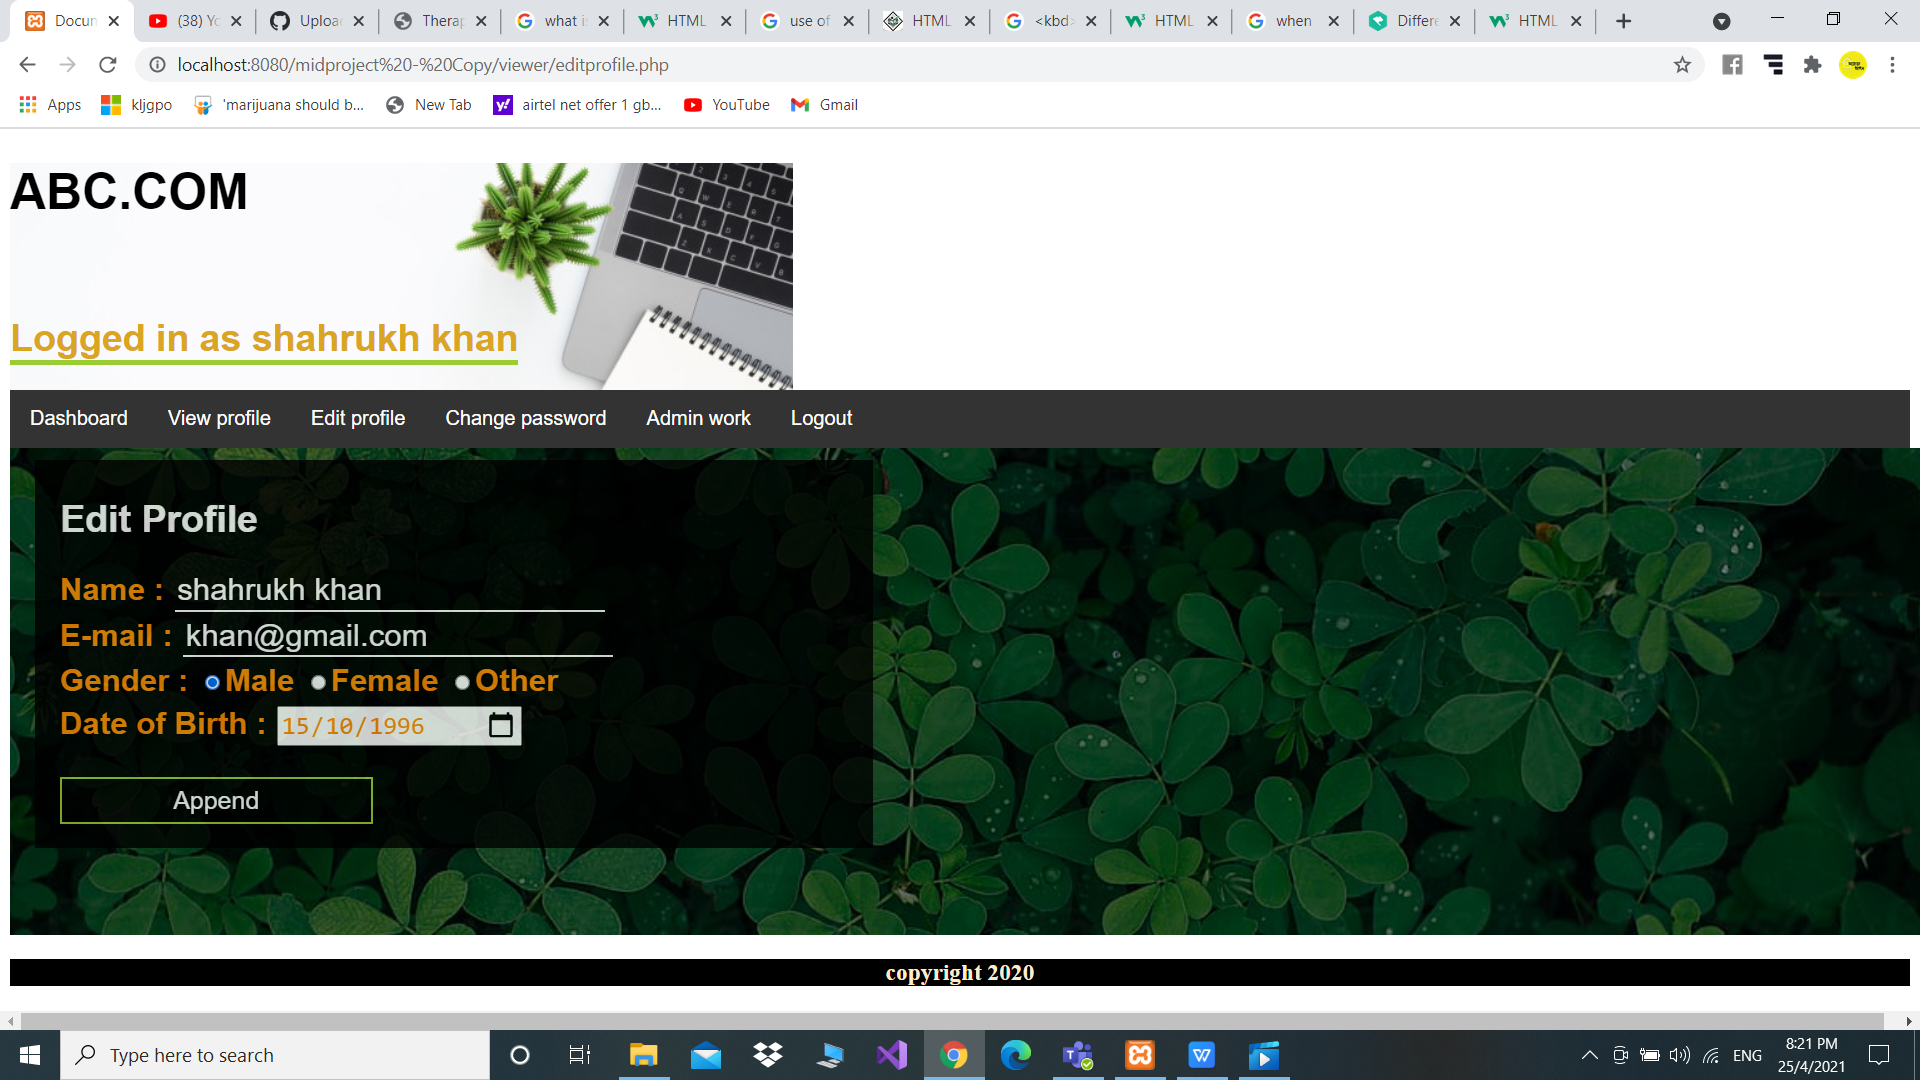 Docun
(38) Yo
Uploa
Therap
what is
HTML
use of
HTML
<kbd>
HTML
when
Differe
HTML
localhost:8080/midproject%20-%20Copy/viewer/editprofile.php
Apps
kljgpo
'marijuana should b...
New Tab
airtel net offer 1 gb...
YouTube
Gmail
ABC.COM
Logged in as shahrukh khan
Dashboard
View profile
Edit profile
Change password
Admin work
Logout
Edit Profile
Name : shahrukh khan
E-mail : khan@gmail.com
Gender : Male Female Other
Date of Birth : 15/10/1996
Append
copyright 2020
Type here to search
ENG
8:21 PM
25/4/2021